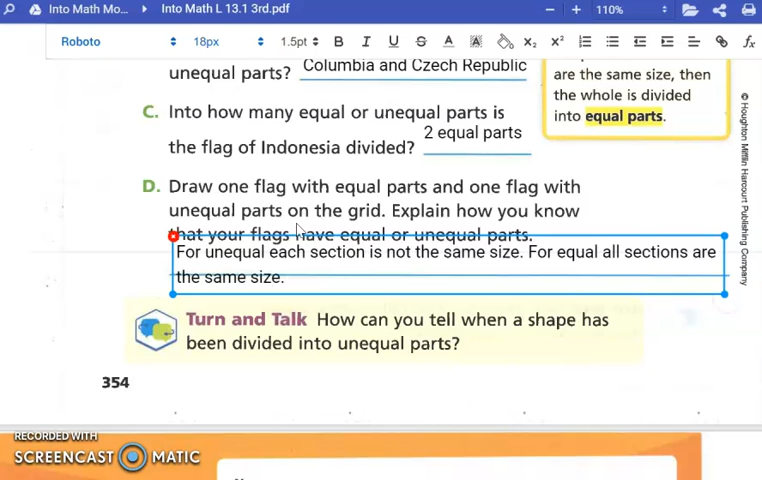 Into Math Mo...
Into Math L 13.1 3rd.pdf
110%
Roboto
18px
1.5pt
B I U S A A X₂ X² fx
unequal parts? Columbia and Czech Republic
are the same size, then
the whole is divided
into equal parts.
C. Into how many equal or unequal parts is
the flag of Indonesia divided? 2 equal parts
D. Draw one flag with equal parts and one flag with
unequal parts on the grid. Explain how you know
that your flags have equal or unequal parts.
For unequal each section is not the same size. For equal all sections are
the same size.
Turn and Talk How can you tell when a shape has
been divided into unequal parts?
354
© Houghton Mifflin Harcourt Publishing Company
RECORDED WITH
SCREENCAST MATIC